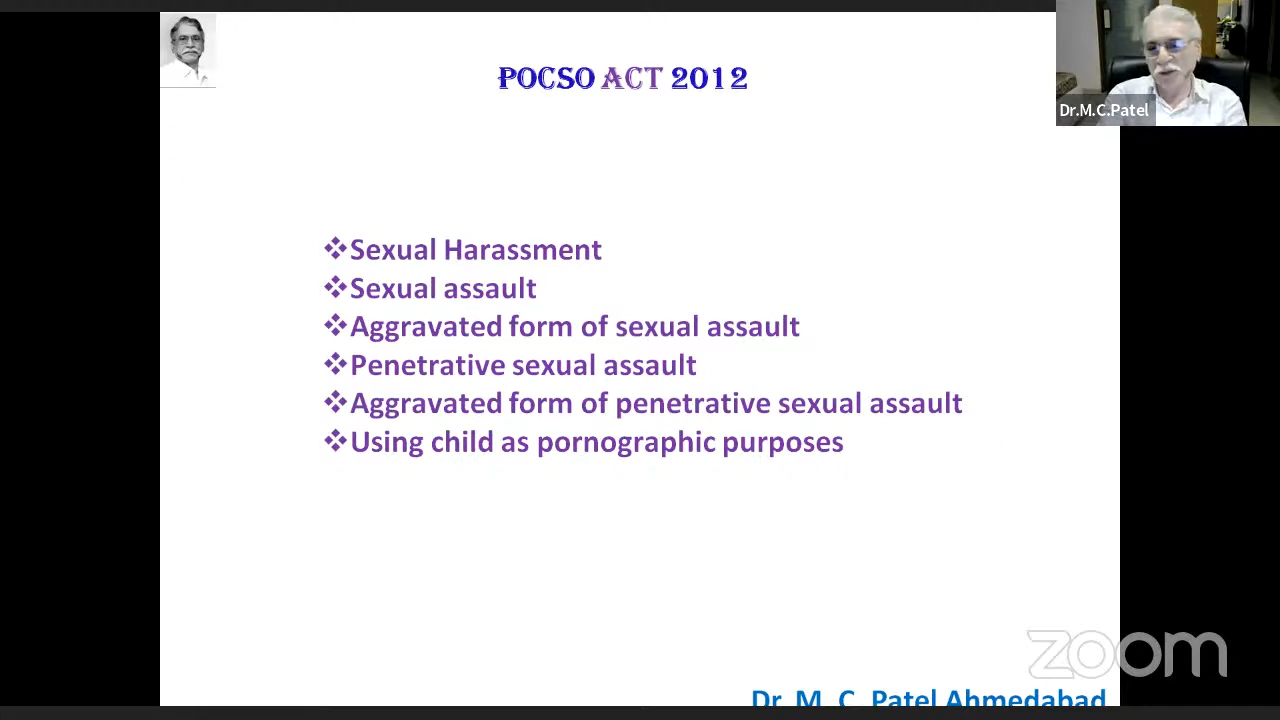 POCSO ACT 2012
Dr.M.C.Patel
❖Sexual Harassment
❖Sexual assault
❖Aggravated form of sexual assault
❖Penetrative sexual assault
❖Aggravated form of penetrative sexual assault
❖Using child as pornographic purposes
zoom
Dr. M. C. Patel Ahmedabad